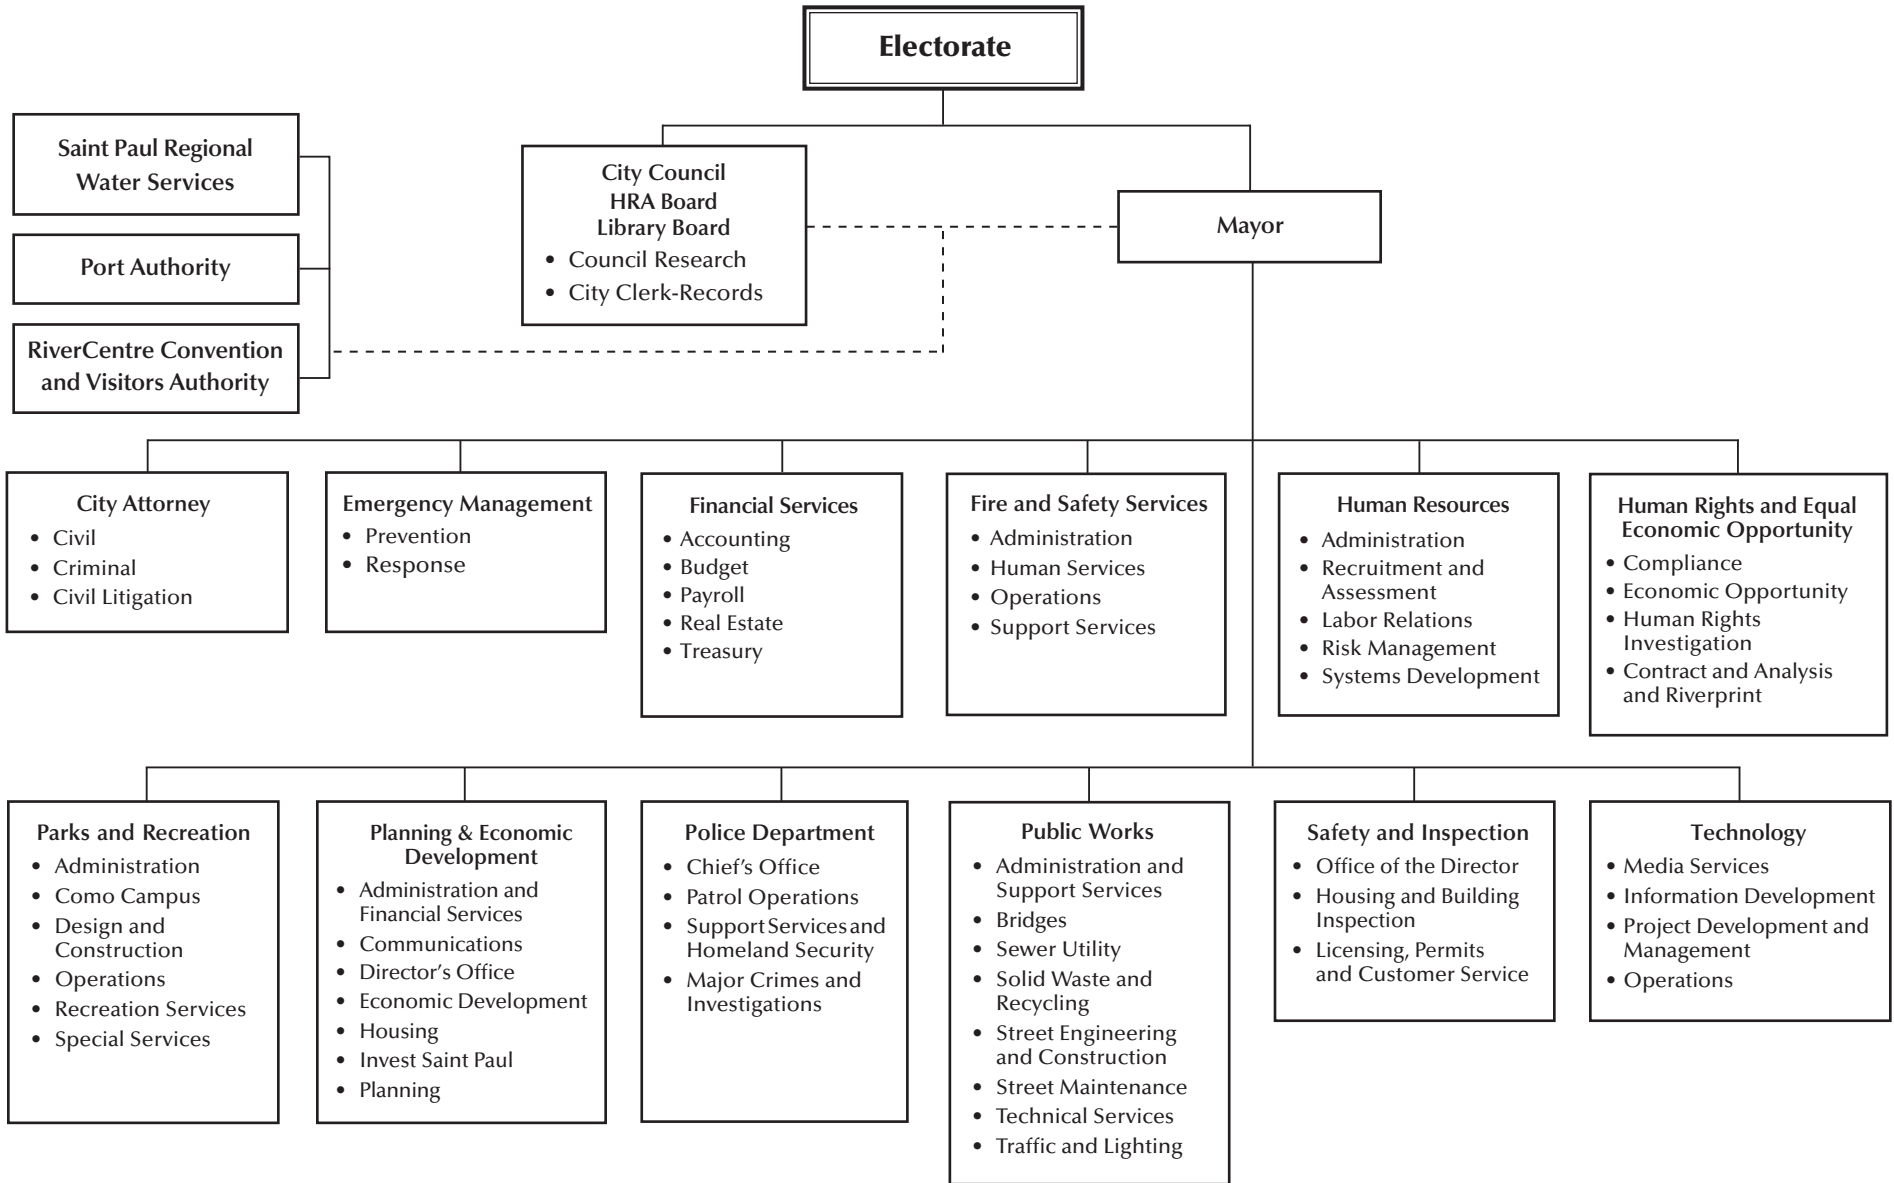 Electorate
Saint Paul Regional
Water Services
Port Authority
RiverCentre Convention
and Visitors Authority
City Council
HRA Board
Library Board
• Council Research
• City Clerk-Records
Mayor
City Attorney
• Civil
• Criminal
• Civil Litigation
Emergency Management
• Prevention
• Response
Financial Services
• Accounting
• Budget
• Payroll
• Real Estate
• Treasury
Fire and Safety Services
• Administration
• Human Services
• Operations
• Support Services
Human Resources
• Administration
• Recruitment and
Assessment
• Labor Relations
• Risk Management
• Systems Development
Human Rights and Equal
Economic Opportunity
• Compliance
• Economic Opportunity
• Human Rights
Investigation
• Contract and Analysis
and Riverprint
Parks and Recreation
• Administration
• Como Campus
• Design and
Construction
• Operations
• Recreation Services
• Special Services
Planning & Economic
Development
• Administration and
Financial Services
• Communications
• Director's Office
• Economic Development
• Housing
• Invest Saint Paul
• Planning
Police Department
• Chief's Office
• Patrol Operations
• Support Services and
Homeland Security
• Major Crimes and
Investigations
Public Works
• Administration and
Support Services
• Bridges
• Sewer Utility
• Solid Waste and
Recycling
• Street Engineering
and Construction
• Street Maintenance
• Technical Services
• Traffic and Lighting
Safety and Inspection
• Office of the Director
• Housing and Building
Inspection
• Licensing, Permits
and Customer Service
Technology
• Media Services
• Information Development
• Project Development and
Management
• Operations